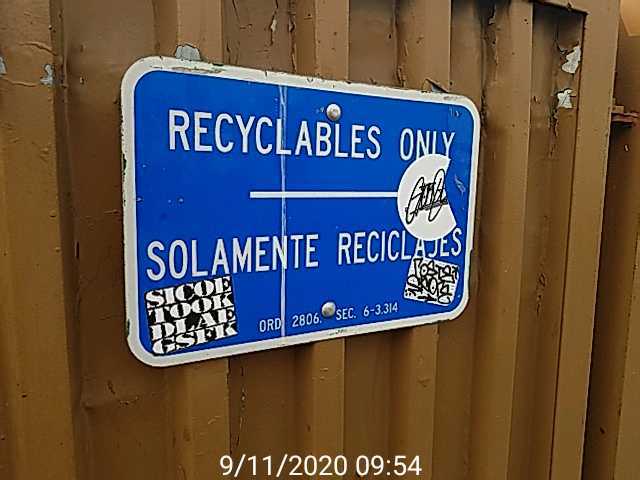 RECYCLABLES ONLY
SOLAMENTE RECICLAJES
SICOE
TOOK
DLAE
GSFK
ORD. 2806. SEC. 6-3.314
9/11/2020 09:54